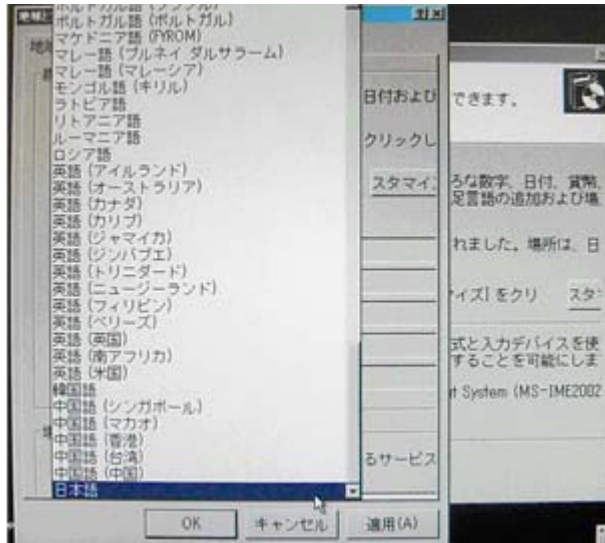 地域と
ポルトガル語 (ポルトガル)
マケドニア語 (FYROM)
マレー語 (ブルネイ ダルサラーム)
マレー語 (マレーシア)
モンゴル語 (キリル)
ラトビア語
リトアニア語
ルーマニア語
ロシア語
英語 (アイルランド)
英語 (オーストラリア)
英語 (カナダ)
英語 (カリブ)
英語 (ジャマイカ)
英語 (ジンバブエ)
英語 (トリニダード)
英語 (ニュージーランド)
英語 (フィリピン)
英語 (ベリーズ)
英語 (英国)
英語 (南アフリカ)
英語 (米国)
韓国語
中国語 (シンガポール)
中国語 (マカオ)
中国語 (香港)
中国語 (台湾)
中国語 (中国)
日本語
日付および
クリックし
スタマイ
るサービス
OK
キャンセル
適用(A)
できます。
ろな数字、日付、貨幣、
足言語の追加および場
れました。場所は、日
イズ] をクリ
スタ
式と入力デバイスを使
することを可能にしま
ut System (MS-IME2002